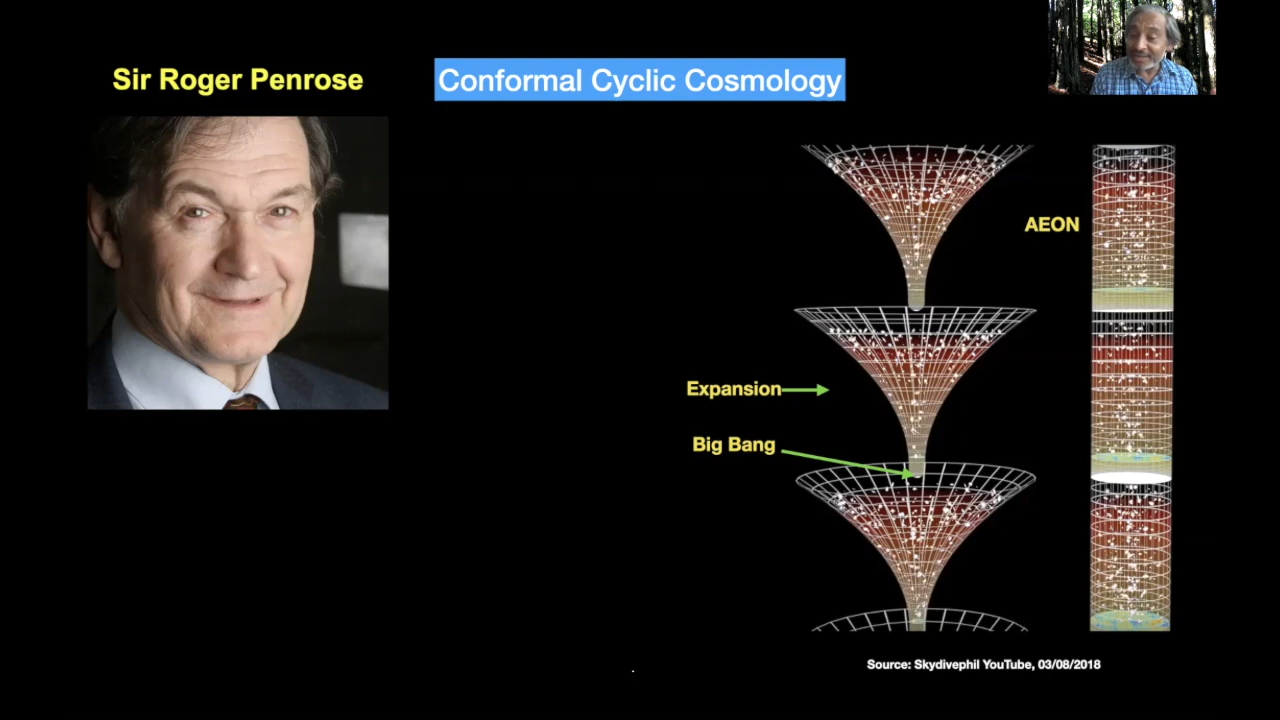 Sir Roger Penrose
Conformal Cyclic Cosmology
AEON
Expansion
Big Bang
Source: Skydivephil YouTube, 03/08/2018